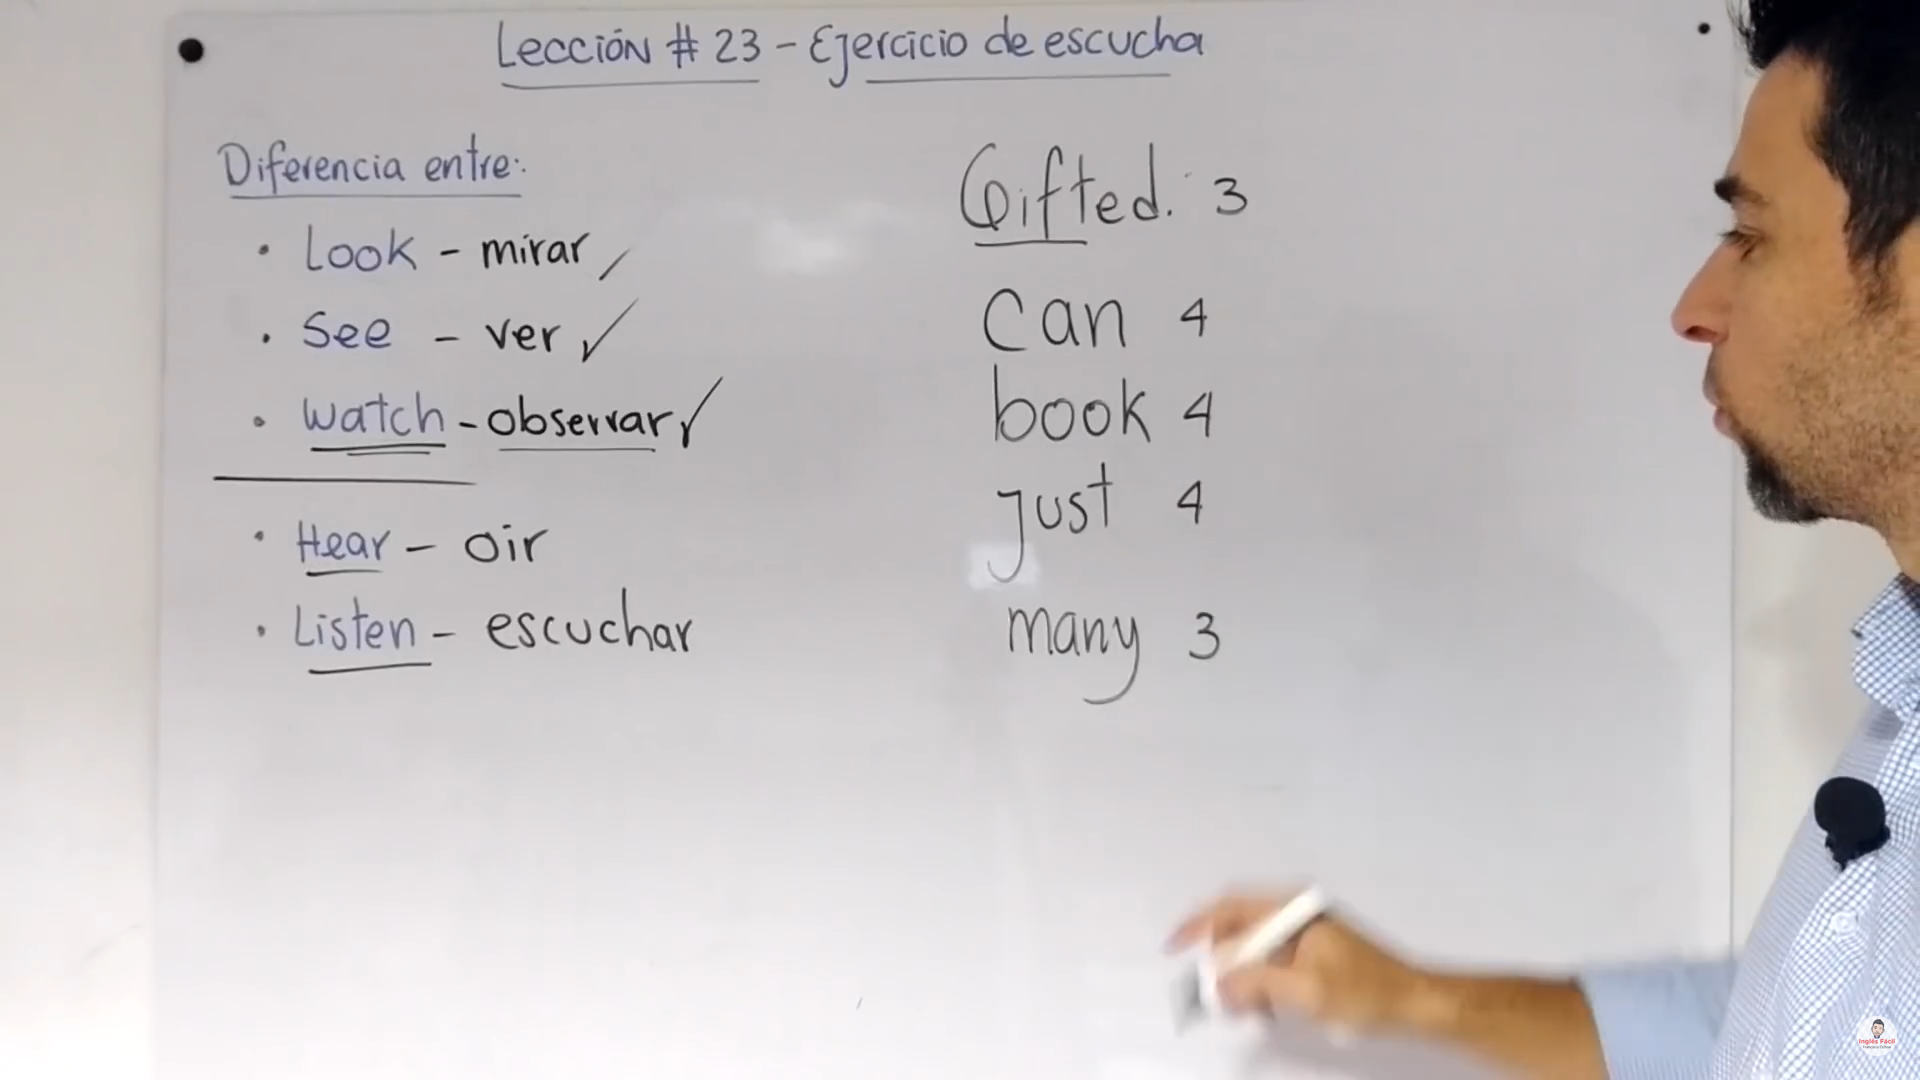 Lección # 23 - Ejercicio de escucha
Diferencia entre:
• Look - mirar
• See - ver ✓
• Watch - observar ✓
• Hear - oir
• Listen - escuchar
Gifted. 3
Can 4
book 4
just 4
many 3
Inglés Fácil